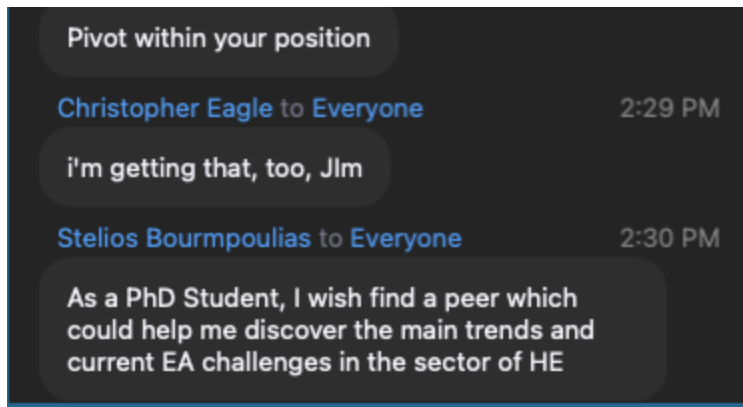 Pivot within your position
Christopher Eagle to Everyone 2:29 PM
i'm getting that, too, JIm
Stelios Bourmpoulias to Everyone 2:30 PM
As a PhD Student, I wish find a peer which
could help me discover the main trends and
current EA challenges in the sector of HE